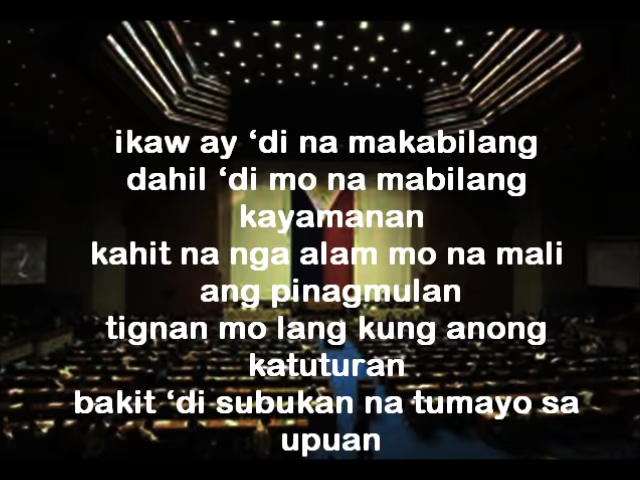 ikaw ay ‘di na makabilang
dahil ‘di mo na mabilang
kayamanan
kahit na nga alam mo na mali
ang pinagmulan
tignan mo lang kung anong
katuturan
bakit ‘di subukan na tumayo sa
upuan